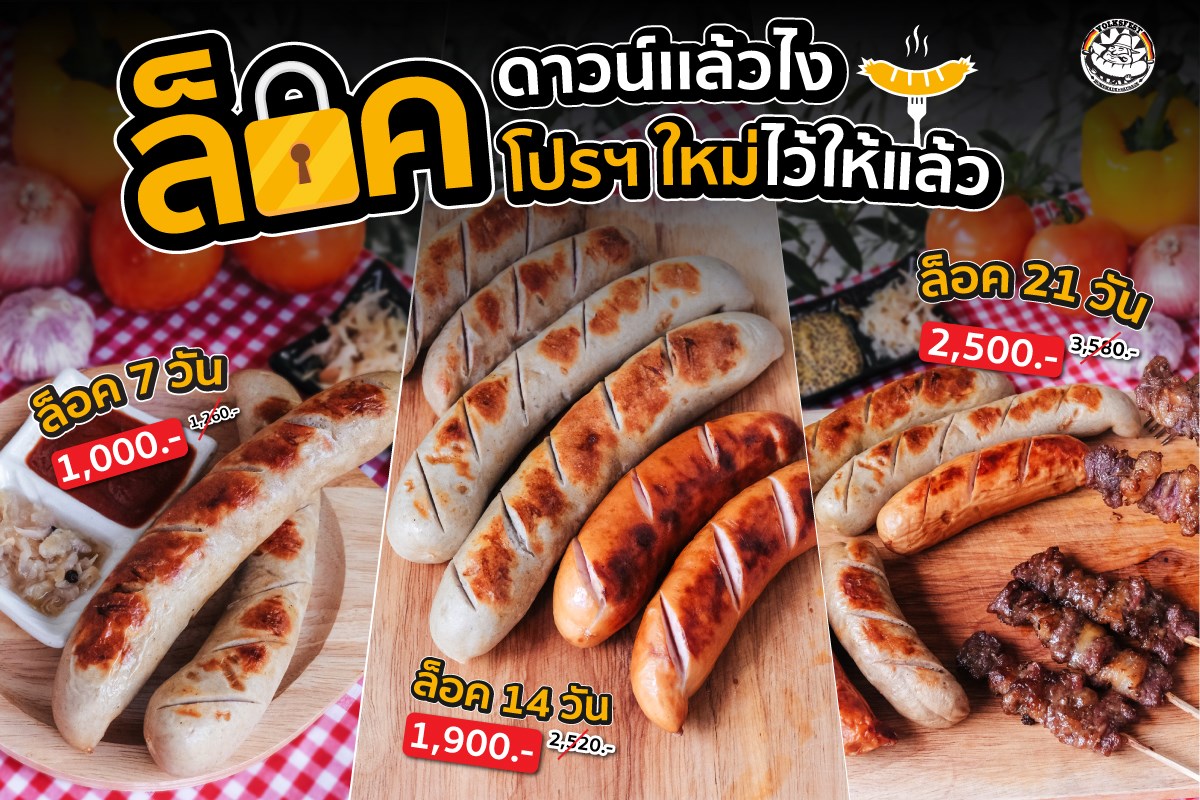 ล็อค
ดาวน์แล้วไง
โปรฯ ใหม่ไว้ให้แล้ว
VOLKSFEST
ล็อค 7 วัน
1,260.-
1,000.-
ล็อค 14 วัน
1,900.-
2,520.-
ล็อค 21 วัน
2,500.-
3,580.-